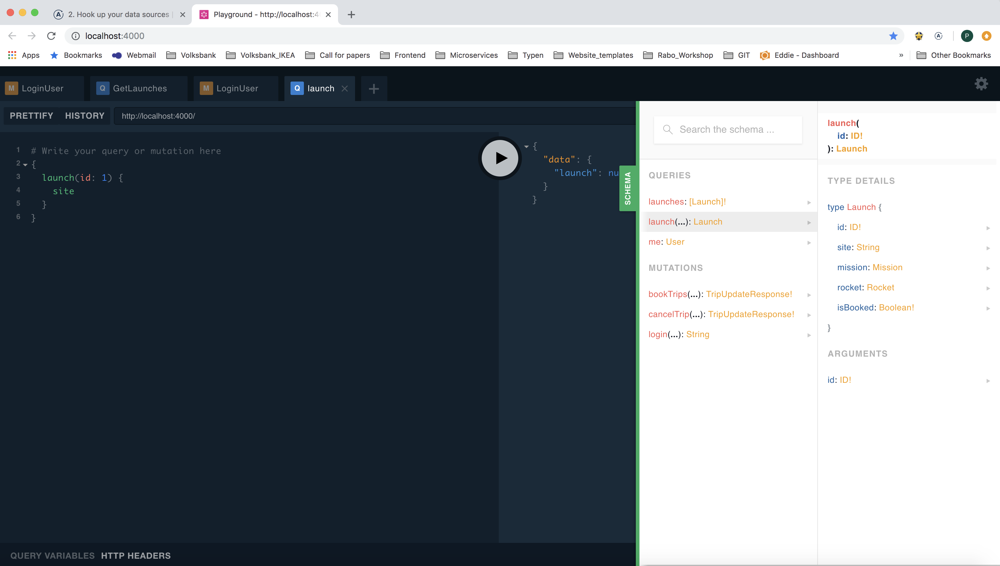 2. Hook up your data sources |
Playground - http://localhost:4
localhost:4000
P
Apps
Bookmarks
Webmail
Volksbank
Volksbank_IKEA
Call for papers
Frontend
Microservices
Typen
Website_templates
Rabo_Workshop
GIT
Eddie - Dashboard
»
Other Bookmarks
M LoginUser
Q GetLaunches
M LoginUser
Q launch
PRETTIFY
HISTORY
http://localhost:4000/
1 # Write your query or mutation here
2 {
3 launch(id: 1) {
4 site
5 }
6 }
{
"data": {
"launch": nu
}
}
SCHEMA
Search the schema ...
QUERIES
launches: [Launch]!
launch(...): Launch
me: User
MUTATIONS
bookTrips(...): TripUpdateResponse!
cancelTrip(...): TripUpdateResponse!
login(...): String
launch(
id: ID!
): Launch
TYPE DETAILS
type Launch {
id: ID!
site: String
mission: Mission
rocket: Rocket
isBooked: Boolean!
}
ARGUMENTS
id: ID!
QUERY VARIABLES
HTTP HEADERS